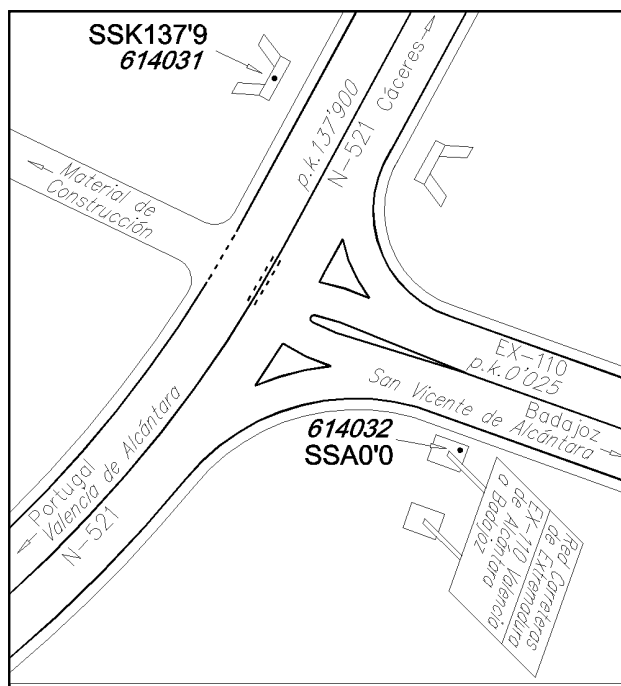 SSK137'9
614031
p.k.137'900
N-521 Cáceres
Material de
Construcción
EX-110
p.k.0'025
San Vicente de Alcántara
Badajoz
614032
SSA0'0
Portugal
Valencia de Alcántara
N-521
Red Carreteras
de Extremadura
EX-110 Valencia
de Alcántara
a Badajoz